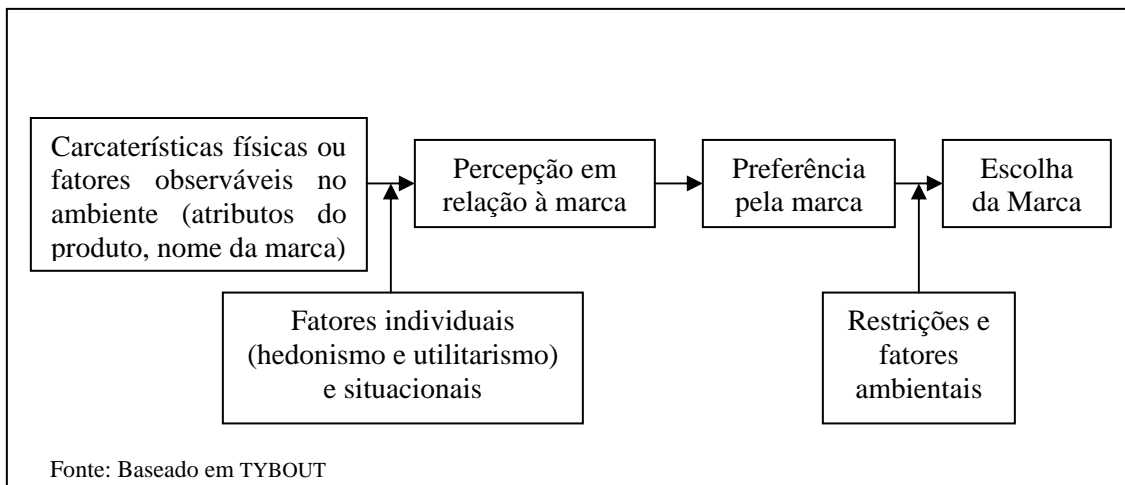 Carcaterísticas físicas ou
fatores observáveis no
ambiente (atributos do
produto, nome da marca)
Percepção em
relação à marca
Preferência
pela marca
Escolha
da Marca
Fatores individuais
(hedonismo e utilitarismo)
e situacionais
Restrições e
fatores
ambientais
Fonte: Baseado em TYBOUT